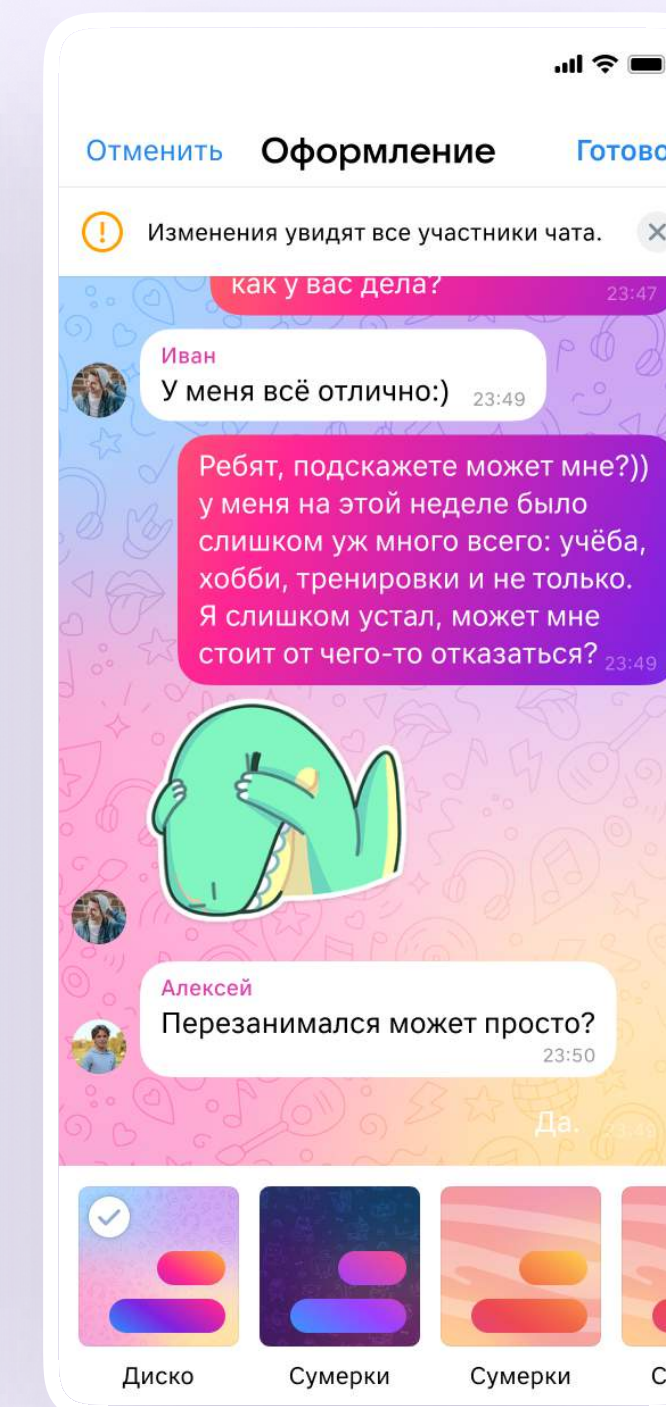 Отменить Оформление Готово
Изменения увидят все участники чата.
как у вас дела? 23:47
Иван
У меня всё отлично:) 23:49
Ребят, подскажете может мне?))
у меня на этой неделе было
слишком уж много всего: учёба,
хобби, тренировки и не только.
Я слишком устал, может мне
стоит от чего-то отказаться? 23:49
Алексей
Перезанимался может просто?
23:50
Да. 23:49
Диско Сумерки Сумерки С